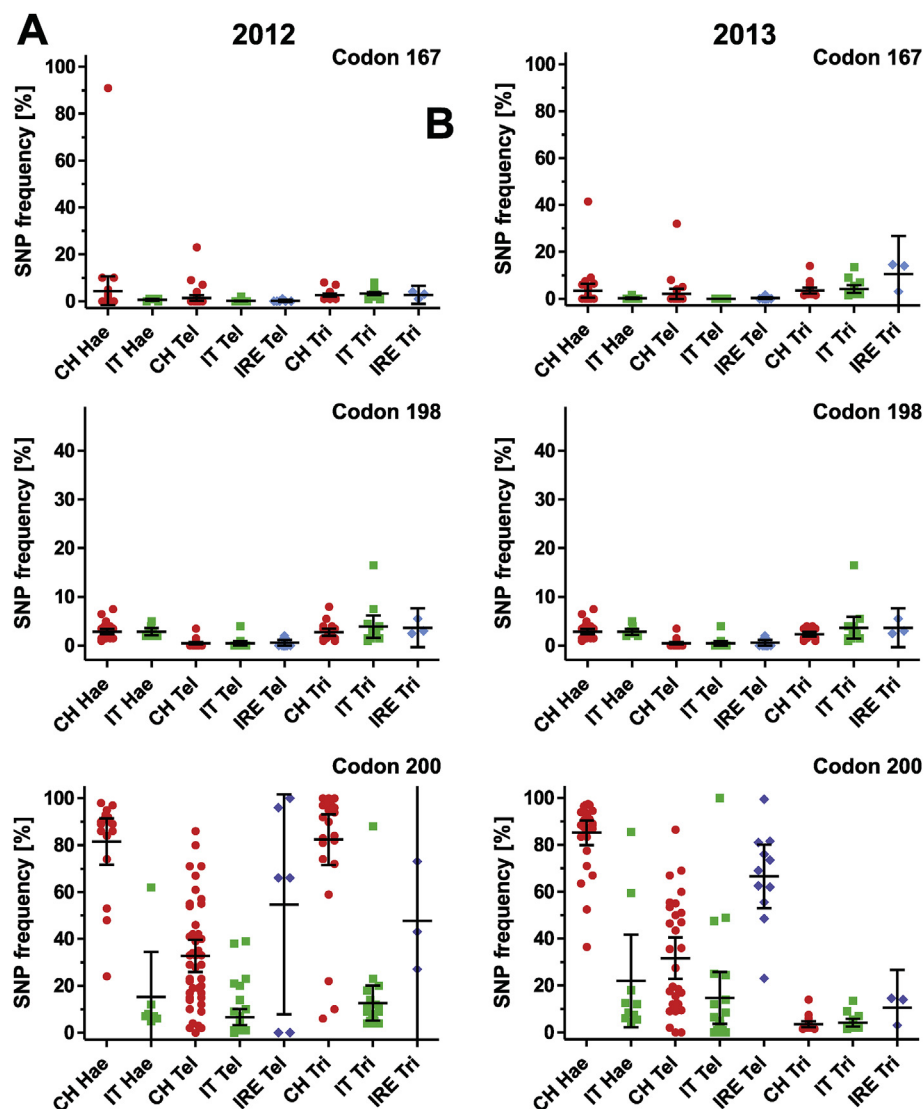 A
2012
Codon 167
SNP frequency [%]
100
80
60
40
20
0
CH Hae
IT Hae
CH Tel
IT Tel
IRE Tel
CH Tri
IT Tri
IRE Tri
B
2013
Codon 167
SNP frequency [%]
100
80
60
40
20
0
CH Hae
IT Hae
CH Tel
IT Tel
IRE Tel
CH Tri
IT Tri
IRE Tri
Codon 198
SNP frequency [%]
40
30
20
10
0
CH Hae
IT Hae
CH Tel
IT Tel
IRE Tel
CH Tri
IT Tri
IRE Tri
Codon 198
SNP frequency [%]
40
30
20
10
0
CH Hae
IT Hae
CH Tel
IT Tel
IRE Tel
CH Tri
IT Tri
IRE Tri
Codon 200
SNP frequency [%]
100
80
60
40
20
0
CH Hae
IT Hae
CH Tel
IT Tel
IRE Tel
CH Tri
IT Tri
IRE Tri
Codon 200
SNP frequency [%]
100
80
60
40
20
0
CH Hae
IT Hae
CH Tel
IT Tel
IRE Tel
CH Tri
IT Tri
IRE Tri